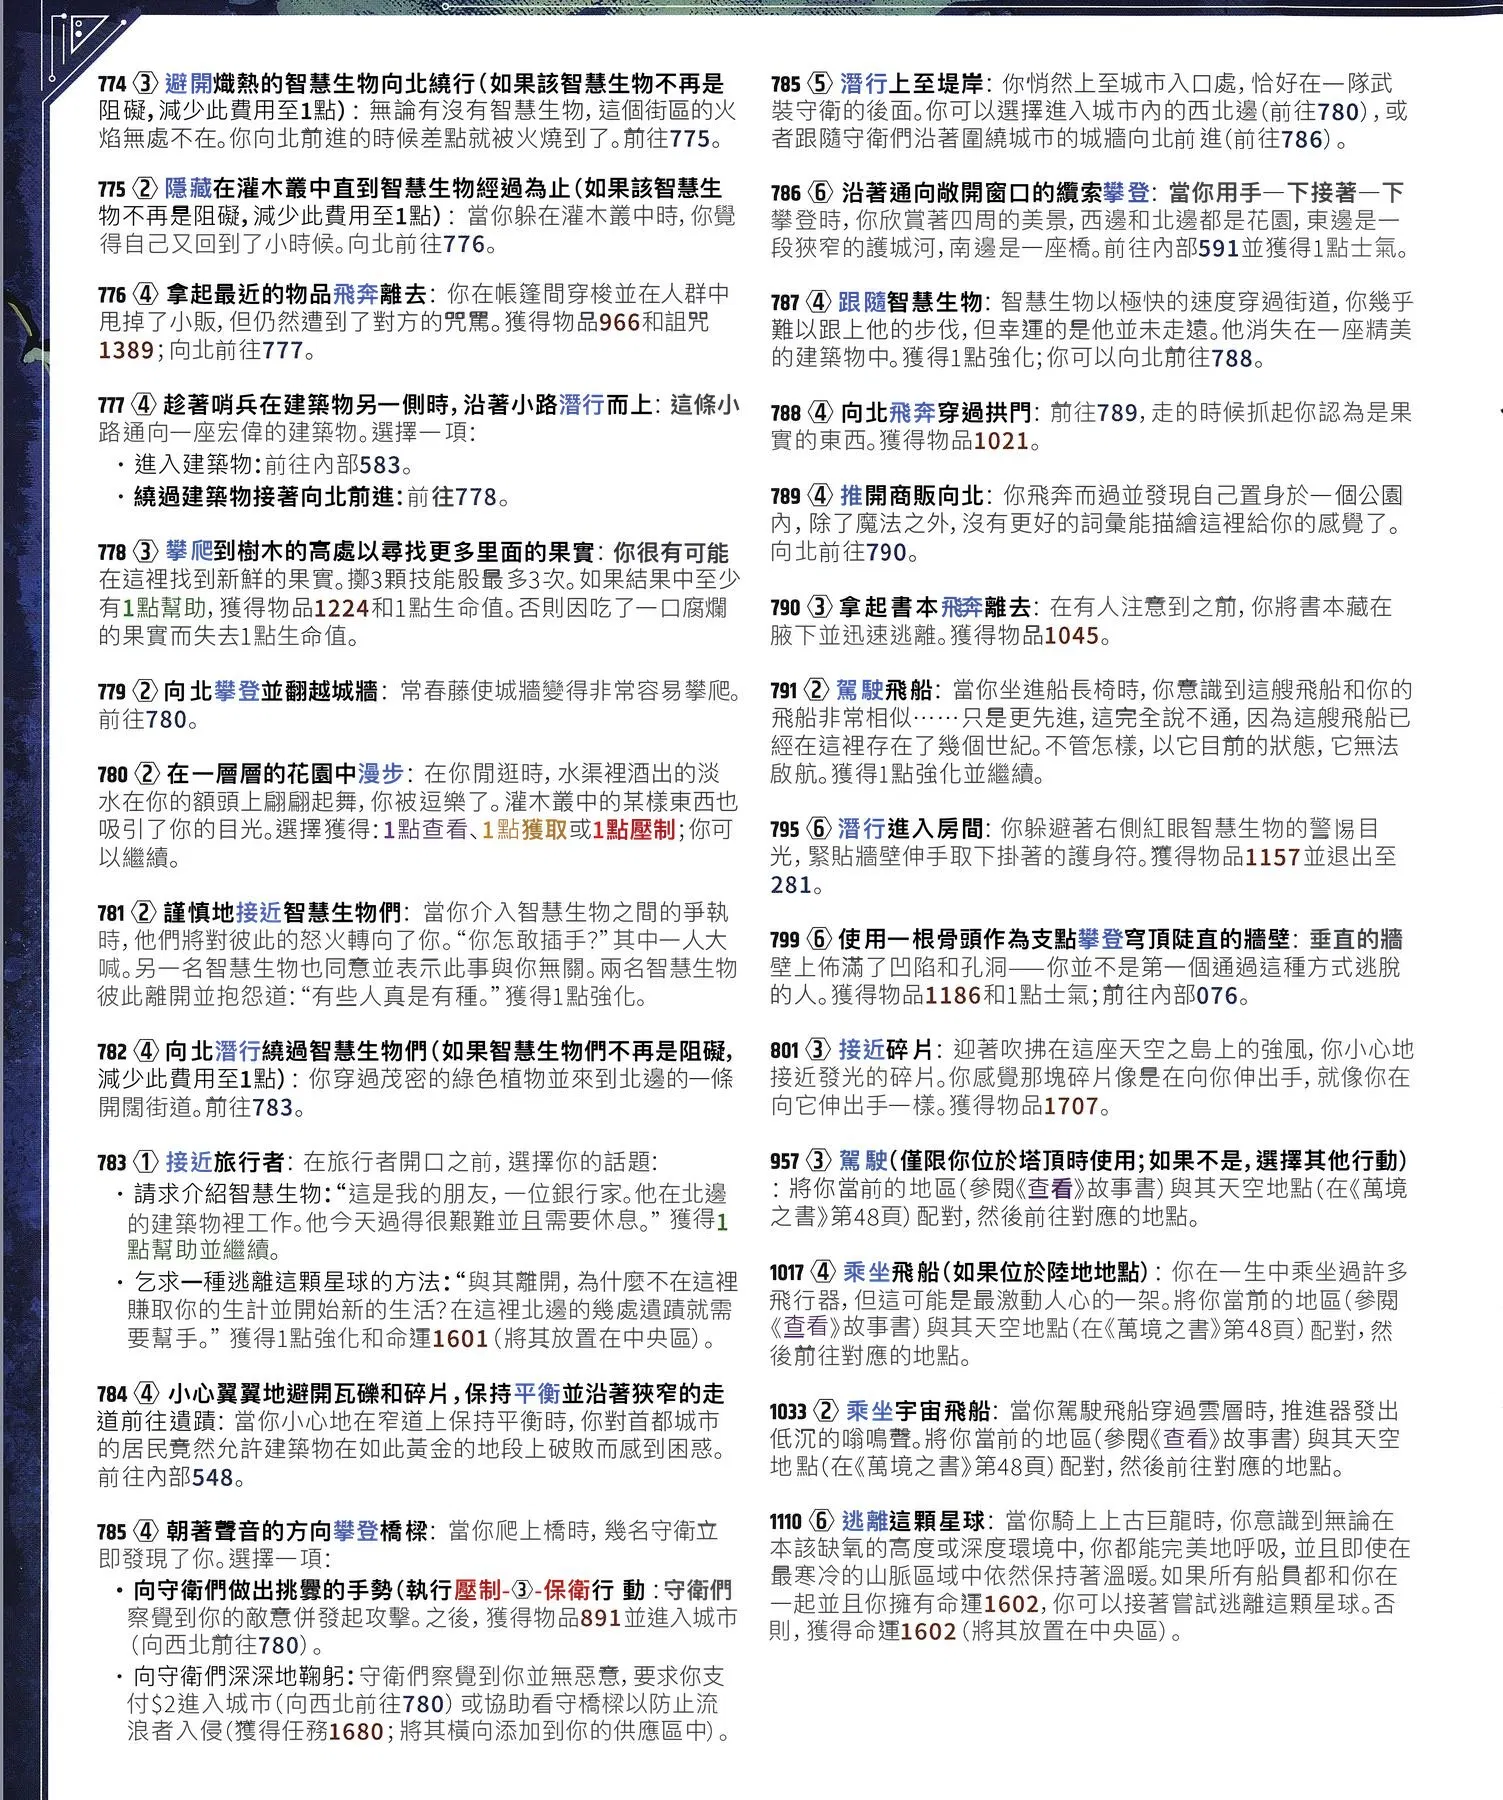 774 ③ 避開熾熱的智慧生物向北繞行(如果該智慧生物不再是
阻礙,減少此費用至1點):無論有沒有智慧生物,這個街區的火
焰無處不在。你向北前進的時候差點就被火燒到了。前往775。
775 ② 隱藏在灌木叢中直到智慧生物經過為止(如果該智慧生
物不再是阻礙,減少此費用至1點):當你躲在灌木叢中時,你覺
得自己又回到了小時候。向北前往776。
776 ④ 拿起最近的物品飛奔離去:你在帳篷間穿梭並在人群中
甩掉了小販,但仍然遭到了對方的咒罵。獲得物品966和詛咒
1389;向北前往777。
777 ④ 趁著哨兵在建築物另一側時,沿著小路潛行而上:這條小
路通向一座宏偉的建築物。選擇一項:
・進入建築物:前往內部583。
・繞過建築物接著向北前進:前往778。
778 ③ 攀爬到樹木的高處以尋找更多里面的果實:你很有可能
在這裡找到新鮮的果實。擲3顆技能骰最多3次。如果結果中至少
有1點幫助,獲得物品1224和1點生命值。否則因吃了一口腐爛
的果實而失去1點生命值。
779 ② 向北攀登並翻越城牆:常春藤使城牆變得非常容易攀爬。
前往780。
780 ② 在一層層的花園中漫步:在你閒逛時,水渠裡洒出的淡
水在你的額頭上翩翩起舞,你被逗樂了。灌木叢中的某樣東西也
吸引了你的目光。選擇獲得:1點查看、1點獲取或1點壓制;你可
以繼續。
781 ② 謹慎地接近智慧生物們:當你介入智慧生物之間的爭執
時,他們將對彼此的怒火轉向了你。“你怎敢插手?”其中一人大
喊。另一名智慧生物也同意並表示此事與你無關。兩名智慧生物
彼此離開並抱怨道:“有些人真是有種。”獲得1點強化。
782 ④ 向北潛行繞過智慧生物們(如果智慧生物們不再是阻礙,
減少此費用至1點):你穿過茂密的綠色植物並來到北邊的一條
開闊街道。前往783。
783 ① 接近旅行者:在旅行者開口之前,選擇你的話題:
・請求介紹智慧生物:“這是我的朋友,一位銀行家。他在北邊
的建築物裡工作。他今天過得很艱難並且需要休息。”獲得1
點幫助並繼續。
・乞求一種逃離這顆星球的方法:“與其離開,為什麼不在這裡
賺取你的生計並開始新的生活?在這裡北邊的幾處遺蹟就需
要幫手。”獲得1點強化和命運1601(將其放置在中央區)。
784 ④ 小心翼翼地避開瓦礫和碎片,保持平衡並沿著狹窄的走
道前往遺蹟:當你小心地在窄道上保持平衡時,你對首都城市
的居民竟然允許建築物在如此黃金的地段上破敗而感到困惑。
前往內部548。
785 ④ 朝著聲音的方向攀登橋樑:當你爬上橋時,幾名守衛立
即發現了你。選擇一項:
・向守衛們做出挑釁的手勢(執行壓制-③-保衛行 動:守衛們
察覺到你的敵意併發起攻擊。之後,獲得物品891並進入城市
(向西北前往780)。
・向守衛們深深地鞠躬:守衛們察覺到你並無惡意,要求你支
付$2進入城市(向西北前往780)或協助看守橋樑以防止流
浪者入侵(獲得任務1680;將其橫向添加到你的供應區中)。
785 ⑤ 潛行上至堤岸:你悄然上至城市入口處,恰好在一隊武
裝守衛的後面。你可以選擇進入城市內的西北邊(前往780),或
者跟隨守衛們沿著圍繞城市的城牆向北前進(前往786)。
786 ⑥ 沿著通向敞開窗口的纜索攀登:當你用手一下接著一下
攀登時,你欣賞著四周的美景,西邊和北邊都是花園,東邊是一
段狹窄的護城河,南邊是一座橋。前往內部591並獲得1點士氣。
787 ④ 跟隨智慧生物:智慧生物以極快的速度穿過街道,你幾乎
難以跟上他的步伐,但幸運的是他並未走遠。他消失在一座精美
的建築物中。獲得1點強化;你可以向北前往788。
788 ④ 向北飛奔穿過拱門:前往789,走的時候抓起你認為是果
實的東西。獲得物品1021。
789 ④ 推開商販向北:你飛奔而過並發現自己置身於一個公園
內,除了魔法之外,沒有更好的詞彙能描繪這裡給你的感覺了。
向北前往790。
790 ③ 拿起書本飛奔離去:在有人注意到之前,你將書本藏在
腋下並迅速逃離。獲得物品1045。
791 ② 駕駛飛船:當你坐進船長椅時,你意識到這艘飛船和你的
飛船非常相似……只是更先進,這完全說不通,因為這艘飛船已
經在這裡存在了幾個世紀。不管怎樣,以它目前的狀態,它無法
啟航。獲得1點強化並繼續。
795 ⑥ 潛行進入房間:你躲避著右側紅眼智慧生物的警惕目
光,緊貼牆壁伸手取下掛著的護身符。獲得物品1157並退出至
281。
799 ⑥ 使用一根骨頭作為支點攀登穹頂陡直的牆壁:垂直的牆
壁上佈滿了凹陷和孔洞——你並不是第一個通過這種方式逃脫
的人。獲得物品1186和1點士氣;前往內部076。
801 ③ 接近碎片:迎著吹拂在這座天空之島上的強風,你小心地
接近發光的碎片。你感覺那塊碎片像是在向你伸出手,就像你在
向它伸出手一樣。獲得物品1707。
957 ③ 駕駛(僅限你位於塔頂時使用;如果不是,選擇其他行動)
:將你當前的地區(參閱《查看》故事書)與其天空地點(在《萬境
之書》第48頁)配對,然後前往對應的地點。
1017 ④ 乘坐飛船(如果位於陸地地點):你在一生中乘坐過許多
飛行器,但這可能是最激動人心的一架。將你當前的地區(參閱
《查看》故事書)與其天空地點(在《萬境之書》第48頁)配對,然
後前往對應的地點。
1033 ② 乘坐宇宙飛船:當你駕駛飛船穿過雲層時,推進器發出
低沉的嗡鳴聲。將你當前的地區(參閱《查看》故事書)與其天空
地點(在《萬境之書》第48頁)配對,然後前往對應的地點。
1110 ⑥ 逃離這顆星球:當你騎上上古巨龍時,你意識到無論在
本該缺氧的高度或深度環境中,你都能完美地呼吸,並且即使在
最寒冷的山脈區域中依然保持著溫暖。如果所有船員都和你在
一起並且你擁有命運1602,你可以接著嘗試逃離這顆星球。否
則,獲得命運1602(將其放置在中央區)。